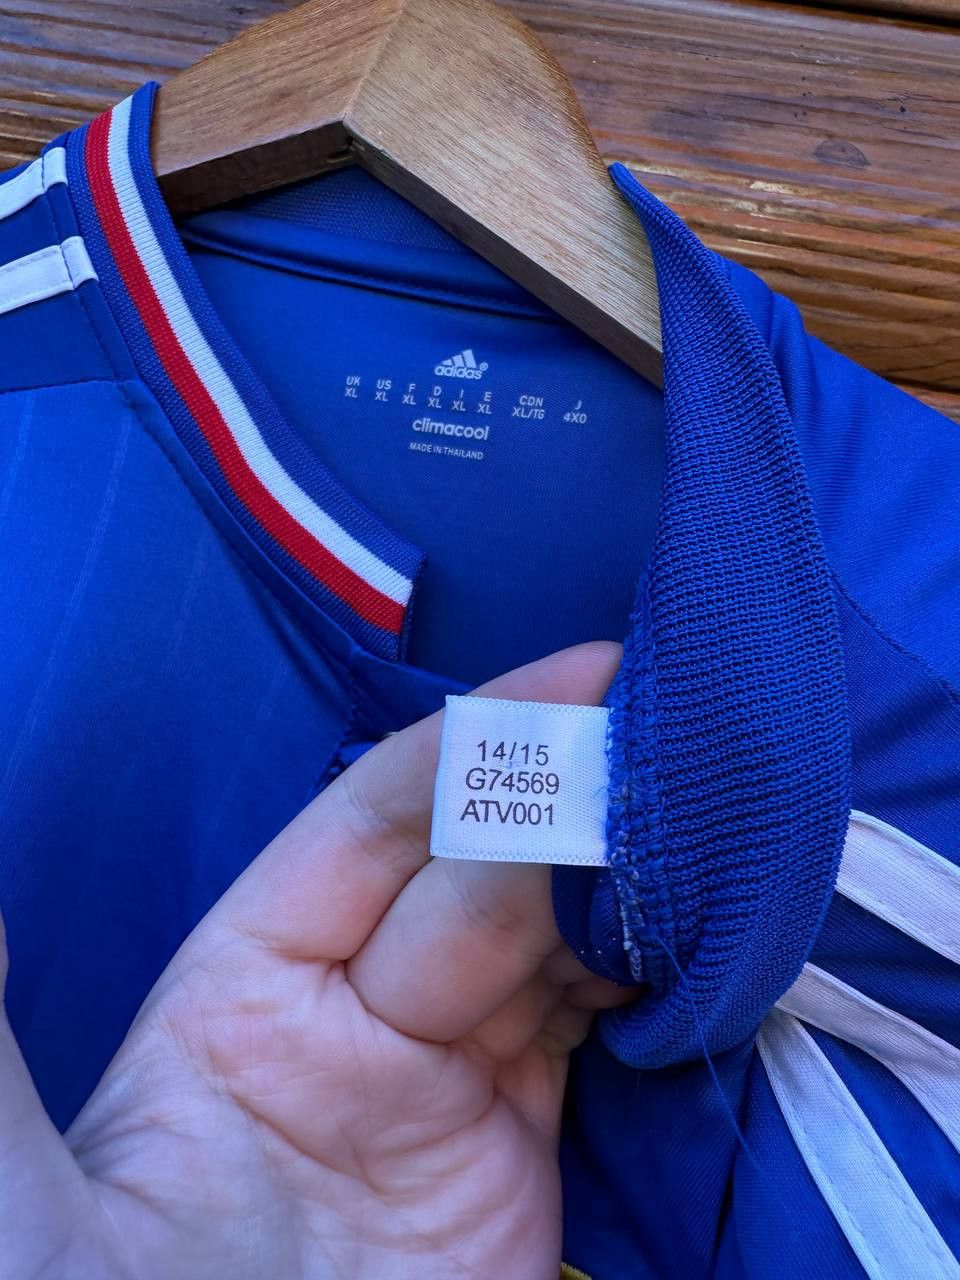 adidas®
UK US F D I E CDN J
XL XL XL XL XL XL XL/TG 4XO
climacool
MADE IN THAILAND
14/15
G74569
ATV001